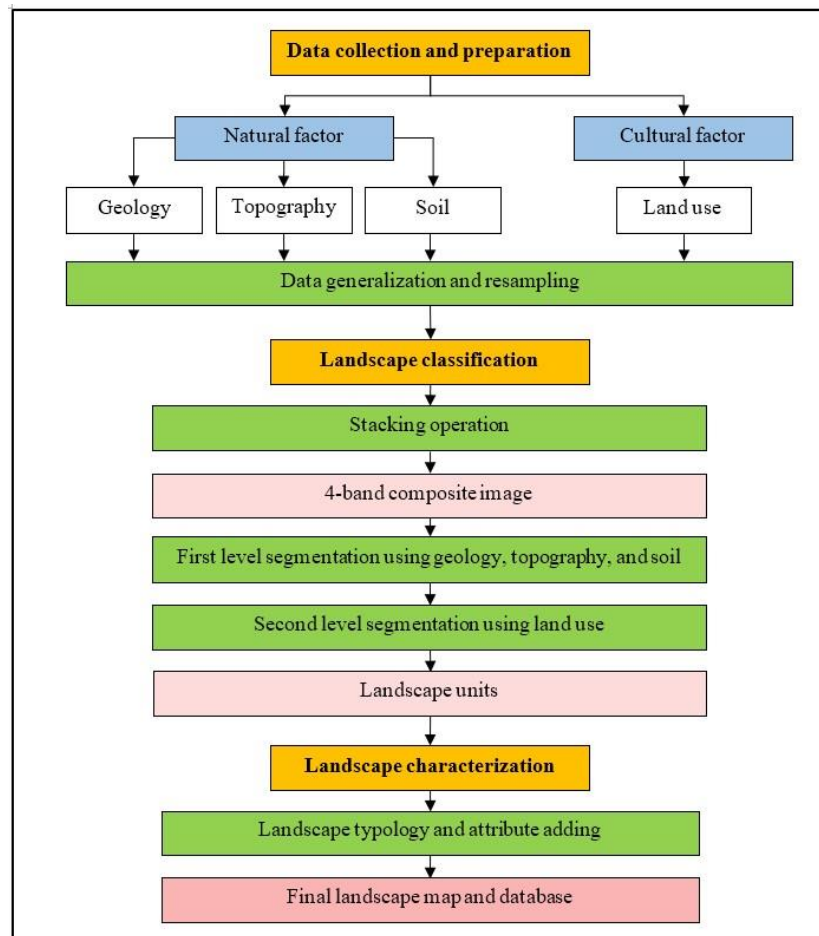 Data collection and preparation
Natural factor
Cultural factor
Geology
Topography
Soil
Land use
Data generalization and resampling
Landscape classification
Stacking operation
4-band composite image
First level segmentation using geology, topography, and soil
Second level segmentation using land use
Landscape units
Landscape characterization
Landscape typology and attribute adding
Final landscape map and database